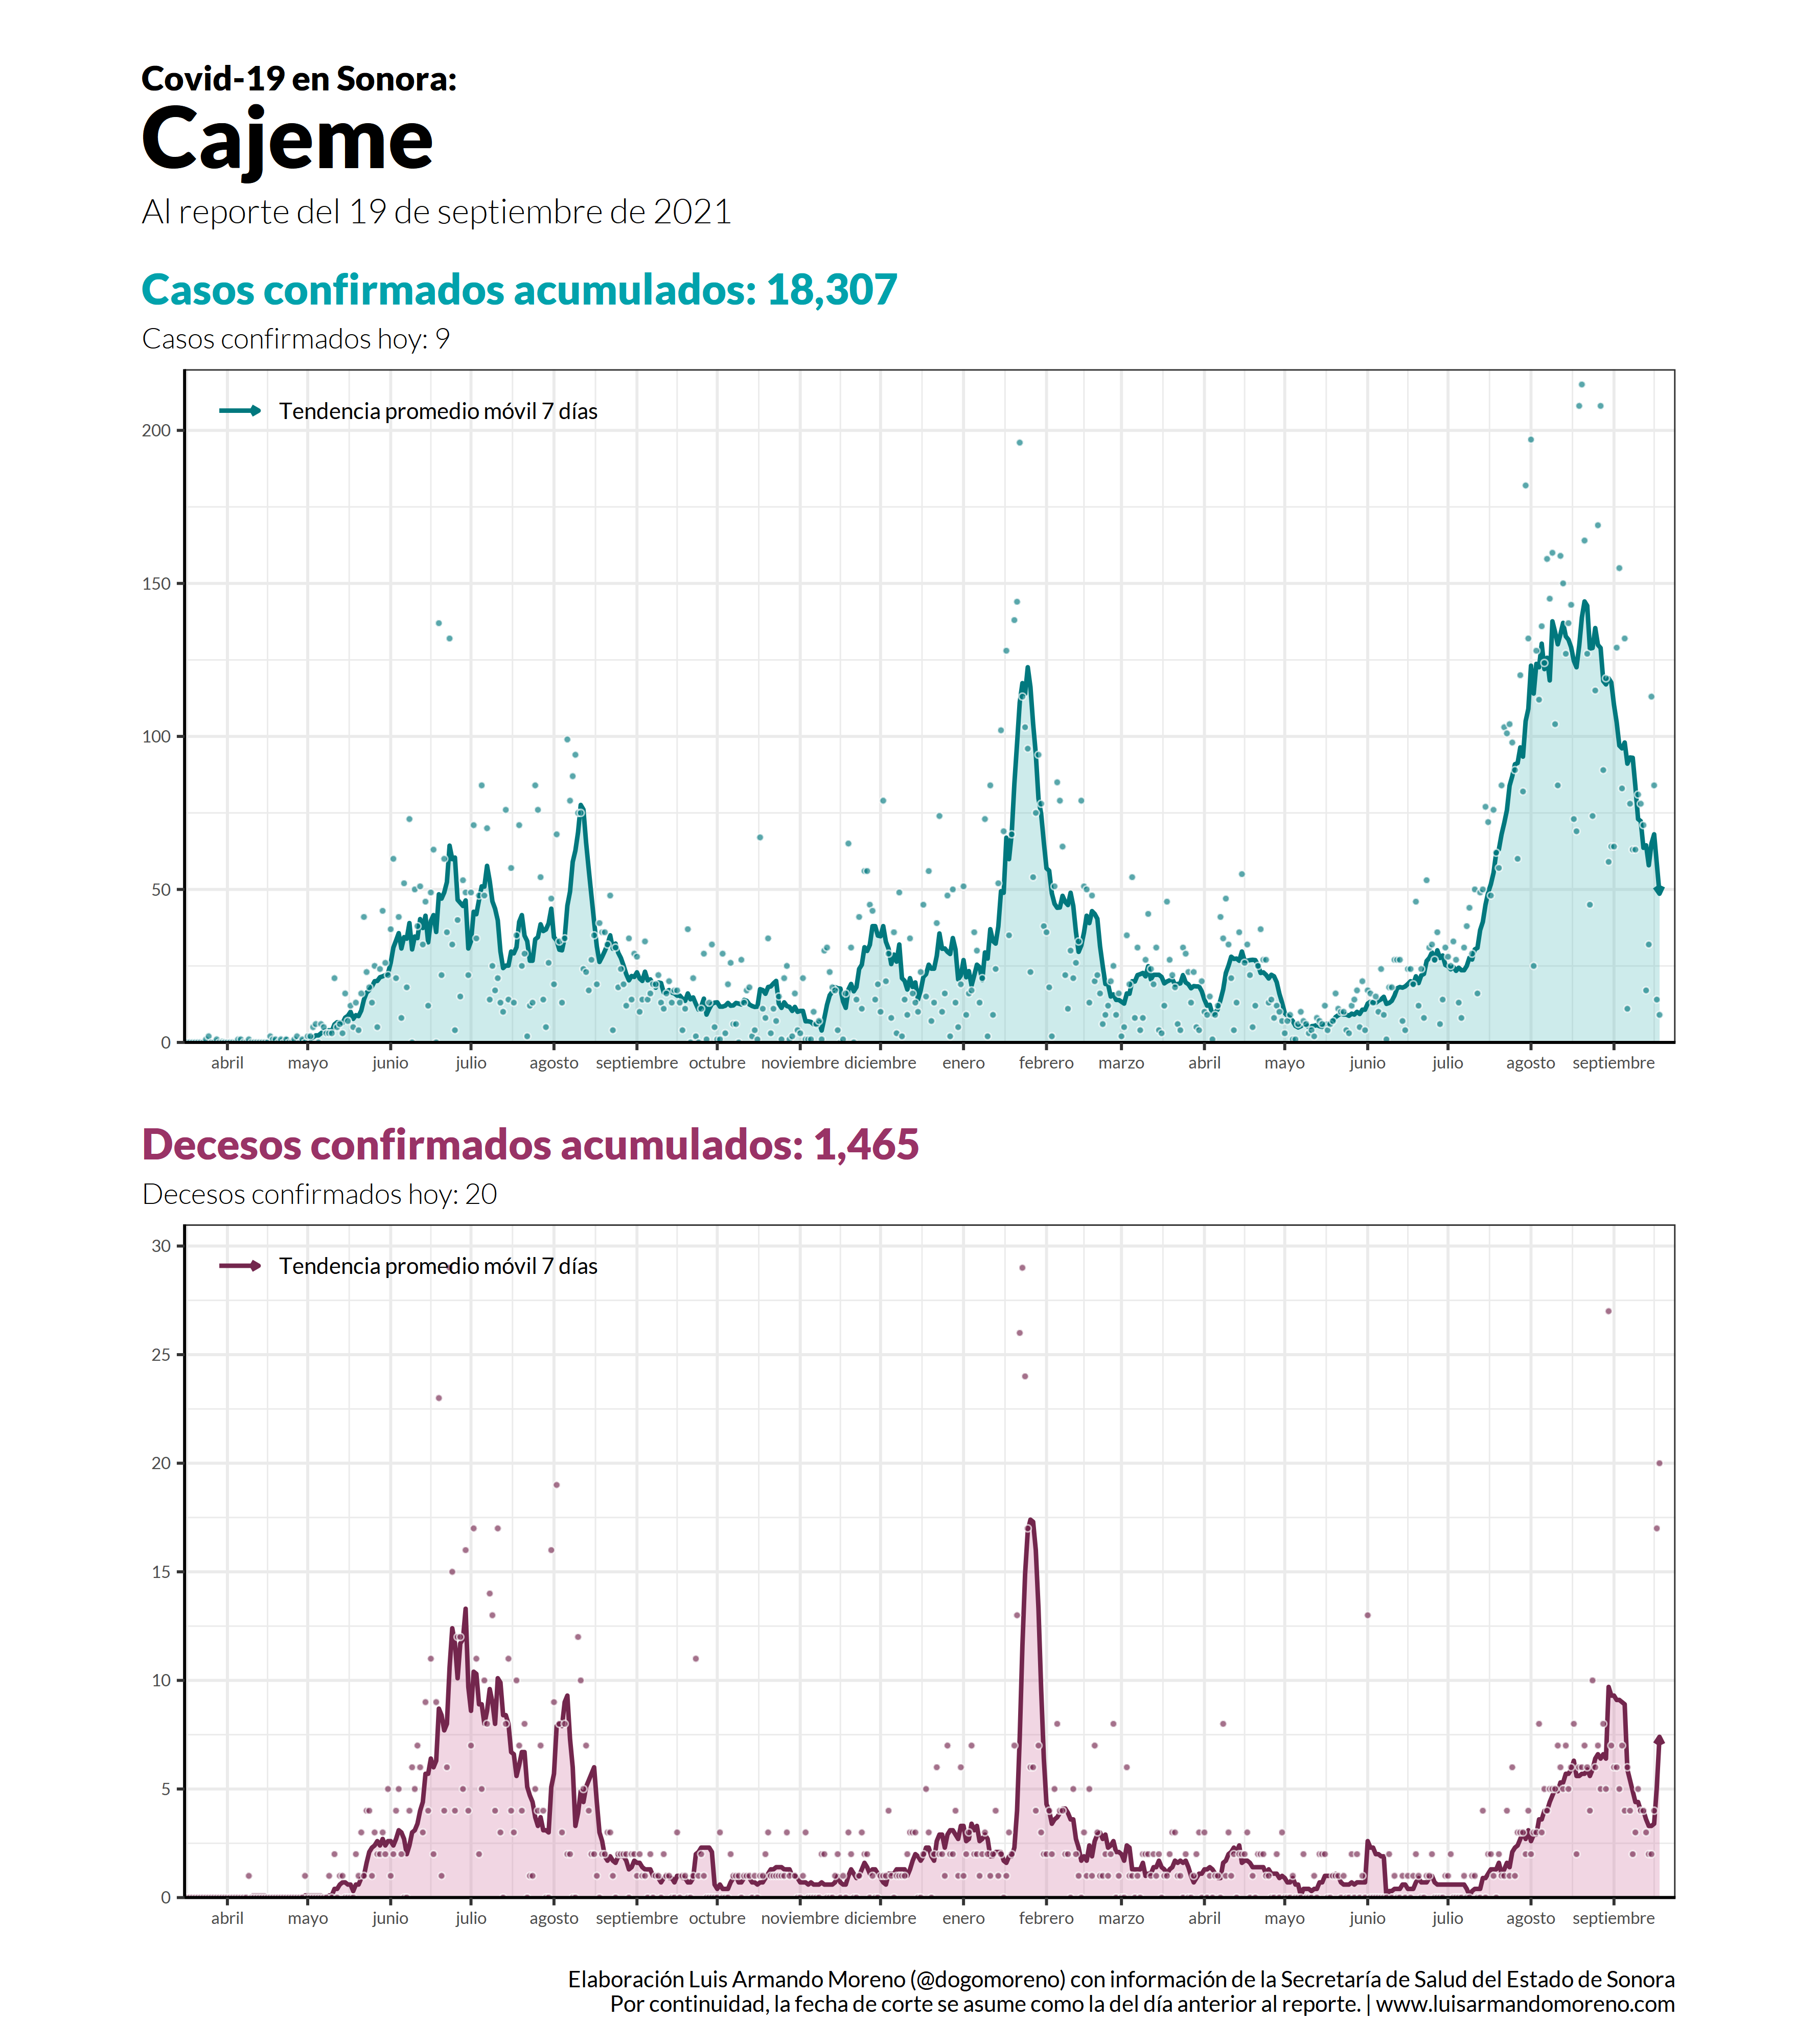 Covid-19 en Sonora:
Cajeme
Al reporte del 19 de septiembre de 2021
Casos confirmados acumulados: 18,307
Casos confirmados hoy: 9
Tendencia promedio móvil 7 días
200
150
100
50
0
abril mayo junio julio agosto septiembre octubre noviembre diciembre enero febrero marzo abril mayo junio julio agosto septiembre
Decesos confirmados acumulados: 1,465
Decesos confirmados hoy: 20
30
Tendencia promedio móvil 7 días
25
20
15
10
5
0
abril mayo junio julio agosto septiembre octubre noviembre diciembre enero febrero marzo abril mayo junio julio agosto septiembre
Elaboración Luis Armando Moreno (@dogomoreno) con información de la Secretaría de Salud del Estado de Sonora
Por continuidad, la fecha de corte se asume como la del día anterior al reporte. | www.luisarmandomoreno.com